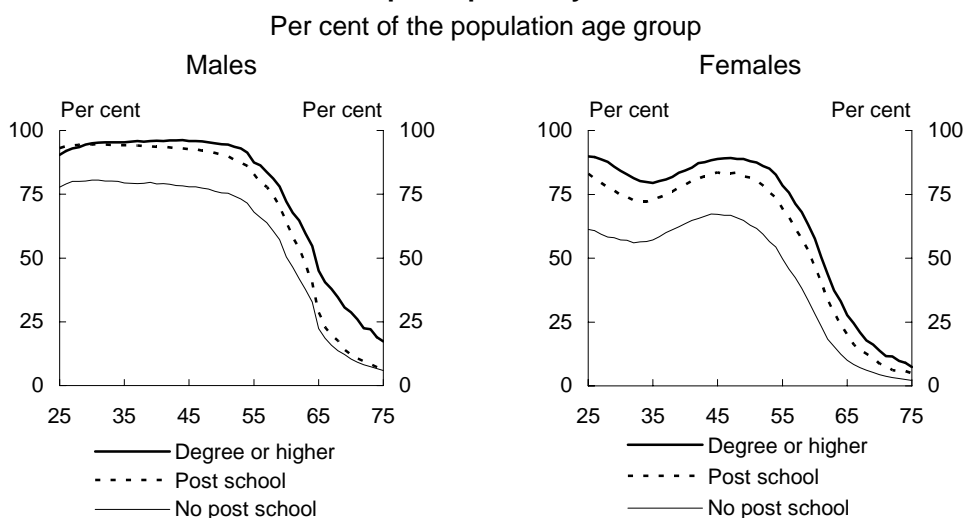 Per cent of the population age group
Males
Per cent Per cent
100 100
75 75
50 50
25 25
0 0
25 35 45 55 65 75
Degree or higher
Post school
No post school
Females
Per cent Per cent
100 100
75 75
50 50
25 25
0 0
25 35 45 55 65 75
Degree or higher
Post school
No post school